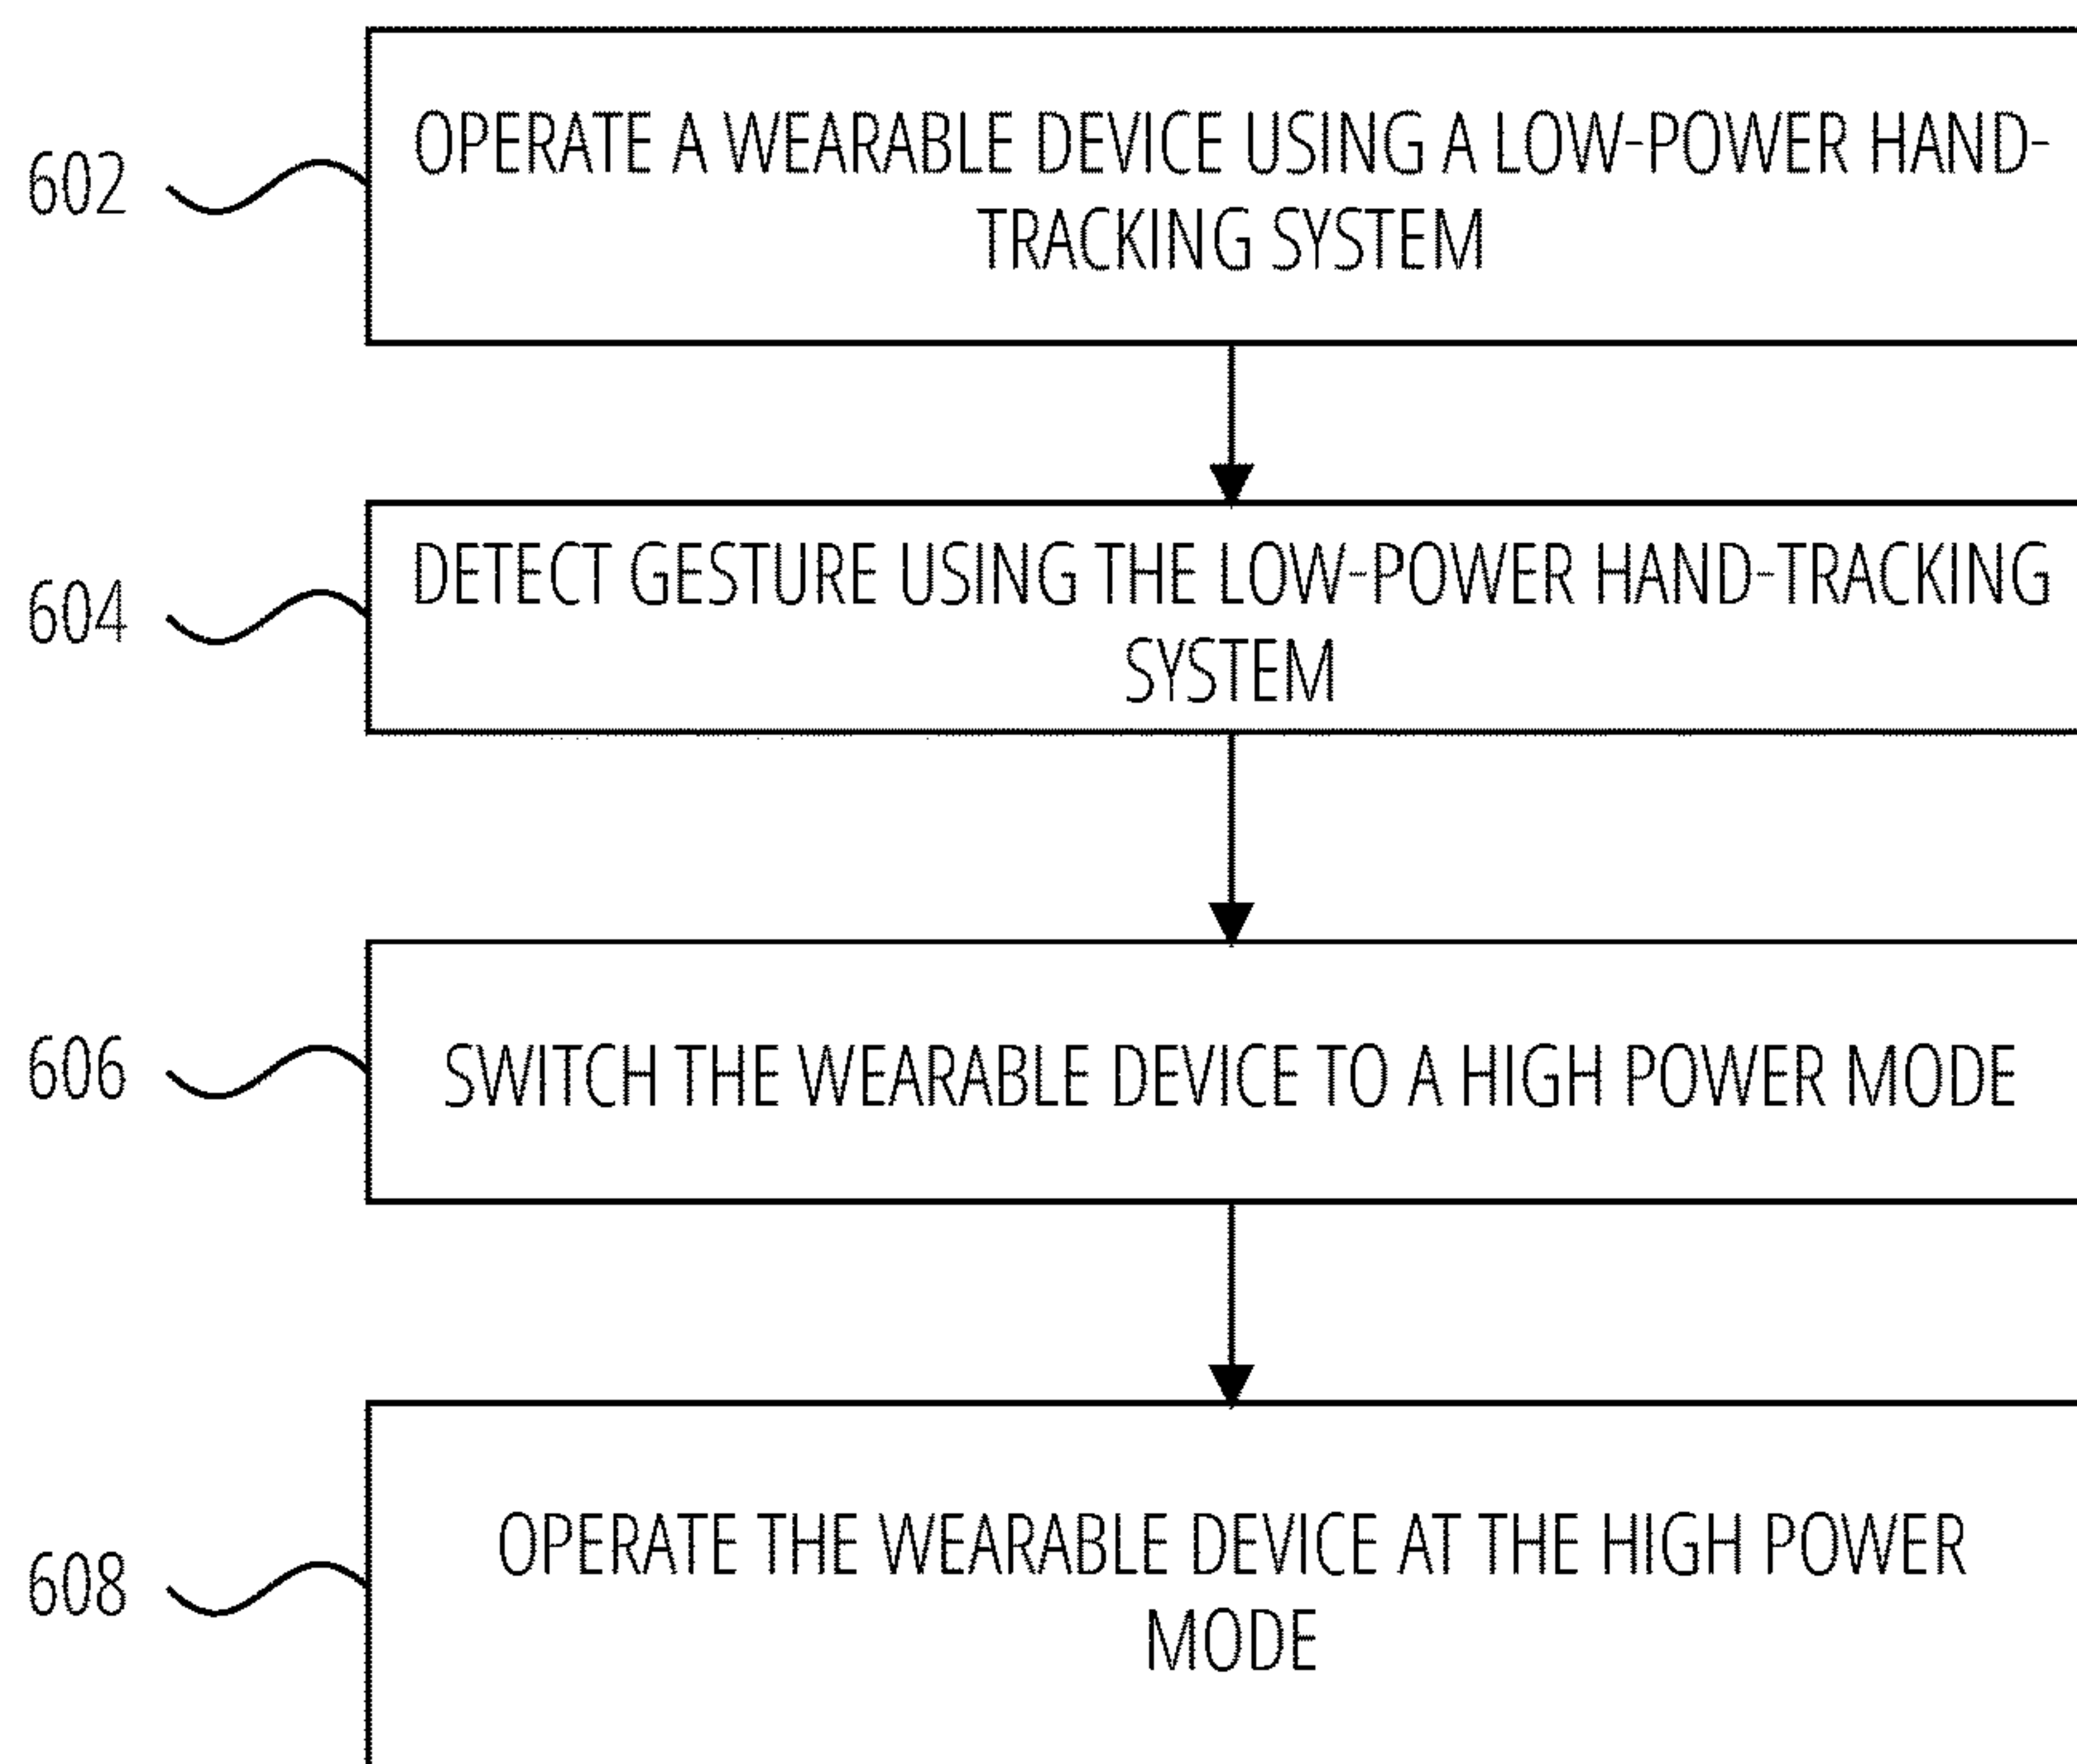 602
OPERATE A WEARABLE DEVICE USING A LOW-POWER HAND-
TRACKING SYSTEM
604
DETECT GESTURE USING THE LOW-POWER HAND-TRACKING
SYSTEM
606
SWITCH THE WEARABLE DEVICE TO A HIGH POWER MODE
608
OPERATE THE WEARABLE DEVICE AT THE HIGH POWER
MODE